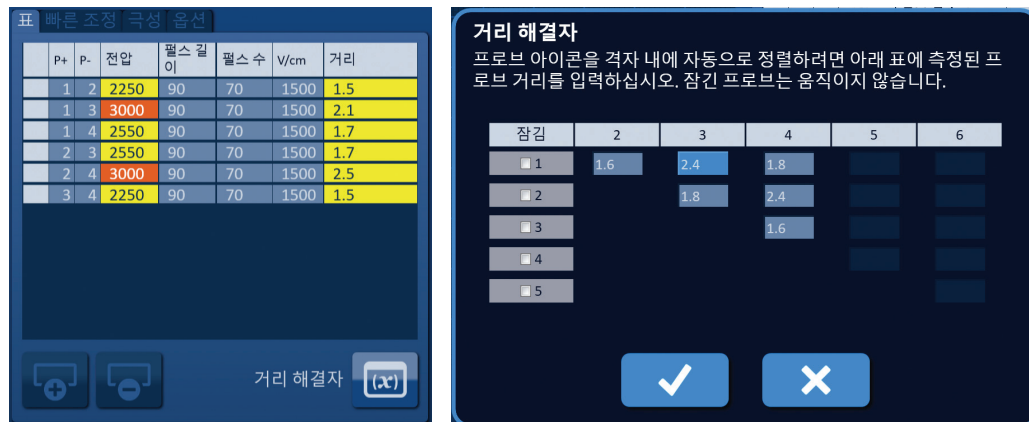 표 빠른 조정 극성 옵션
P+ P- 전압 펄스 길이 펄스 수 V/cm 거리
1 2 2250 90 70 1500 1.5
1 3 3000 90 70 1500 2.1
1 4 2550 90 70 1500 1.7
2 3 2550 90 70 1500 1.7
2 4 3000 90 70 1500 2.5
3 4 2250 90 70 1500 1.5
거리 해결자 (x)
거리 해결자
프로브 아이콘을 격자 내에 자동으로 정렬하려면 아래 표에 측정된 프
로브 거리를 입력하십시오. 잠긴 프로브는 움직이지 않습니다.
잠김 2 3 4 5 6
1 1.6 2.4 1.8
2 1.8 2.4
3 1.6
4
5